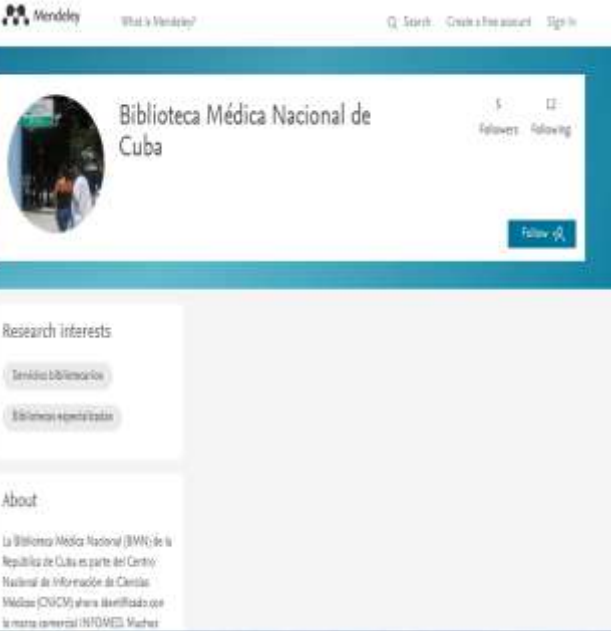 Mendeley
What is Mendeley?
Search
Create a free account
Sign In
Biblioteca Médica Nacional de
Cuba
5
12
Followers
Following
Follow
Research interests
Servicios bibliotecarios
Bibliotecas especializadas
About
La Biblioteca Médica Nacional (BMN) de la
República de Cuba es parte del Centro
Nacional de Información de Ciencias
Médicas (CNICM) ahora identificado con
la marca comercial INFOMED. Muchas